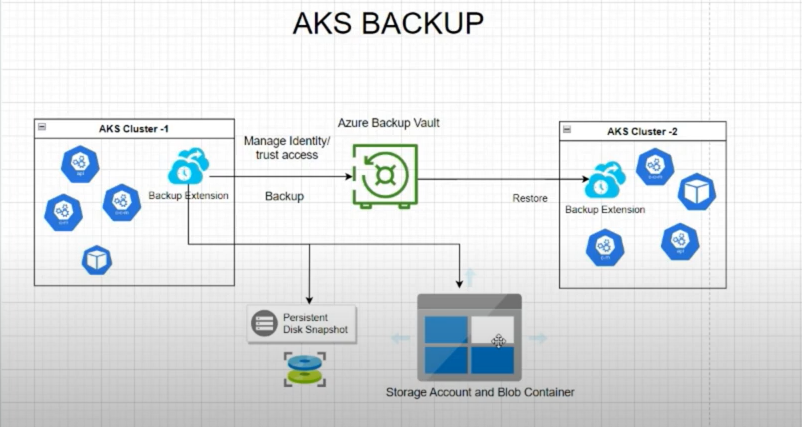 AKS BACKUP
AKS Cluster -1
Azure Backup Vault
AKS Cluster -2
Manage Identity/
trust access
Backup Extension
Backup
Restore
Backup Extension
Persistent
Disk Snapshot
Storage Account and Blob Container